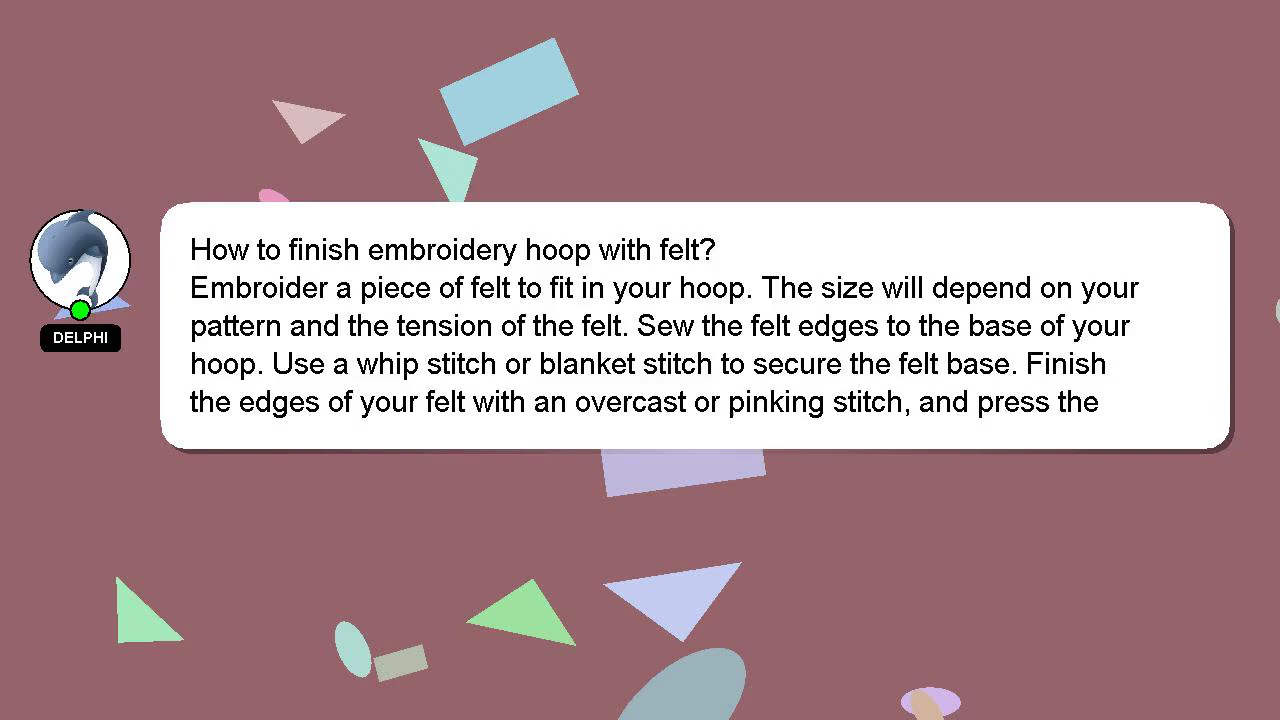 How to finish embroidery hoop with felt?
Embroider a piece of felt to fit in your hoop. The size will depend on your
pattern and the tension of the felt. Sew the felt edges to the base of your
hoop. Use a whip stitch or blanket stitch to secure the felt base. Finish
the edges of your felt with an overcast or pinking stitch, and press the
DELPHI